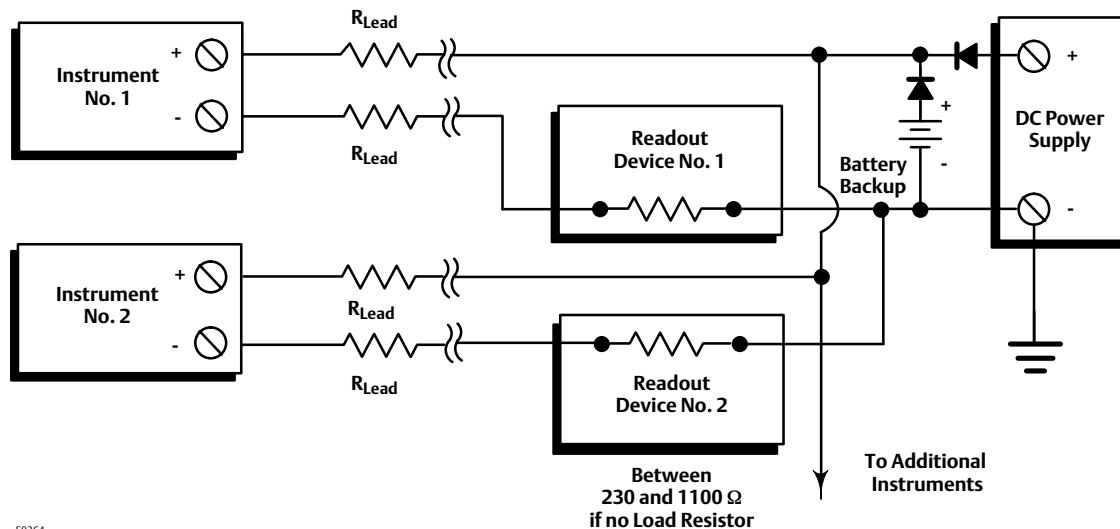 RLead
+
Instrument
No. 1
-
RLead
Readout
Device No. 1
+
-
Battery
Backup
+
DC Power
Supply
-
+
Instrument
No. 2
-
RLead
RLead
Readout
Device No. 2
Between
230 and 1100 Ω
if no Load Resistor
To Additional
Instruments